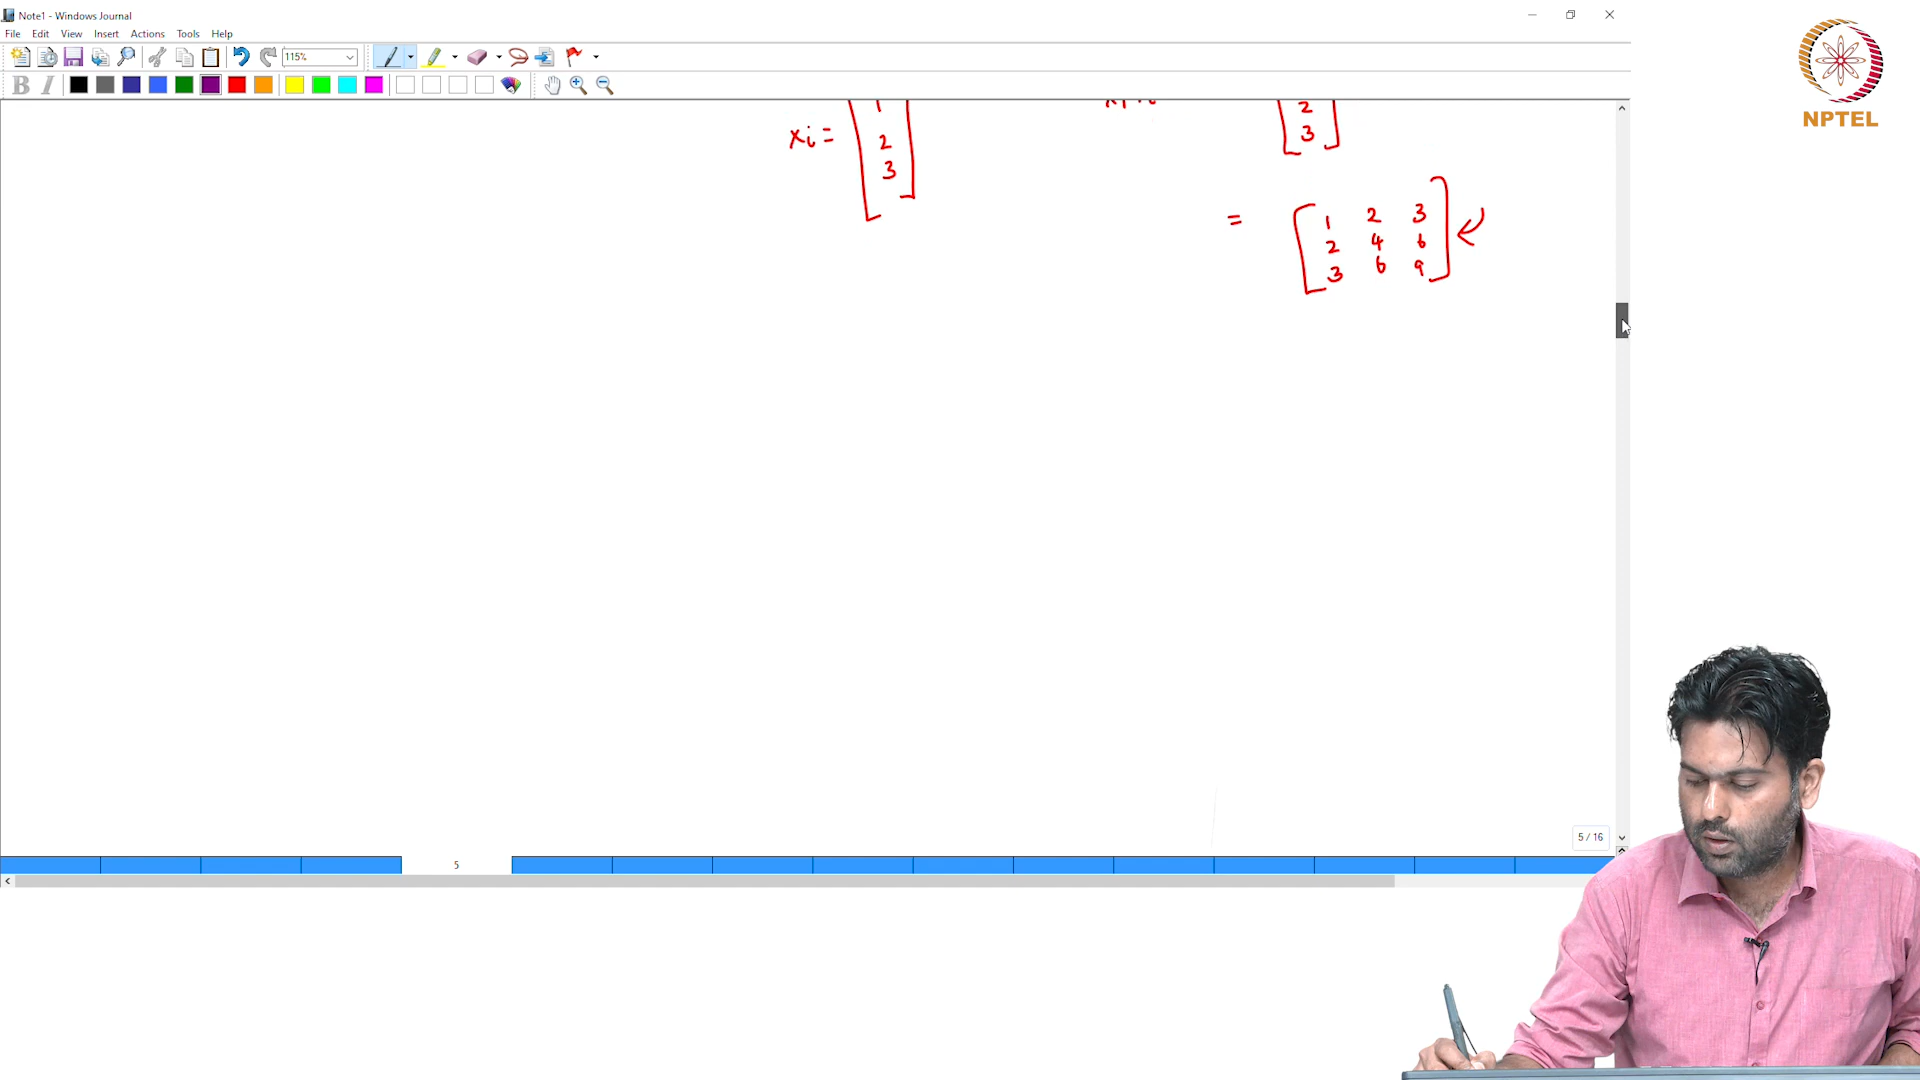 Note1 - Windows Journal
File Edit View Insert Actions Tools Help
115%
B I
NPTEL
1
xi = 2
3
2
3
= 1 2 3
2 4 6
3 6 9
5 / 16
5